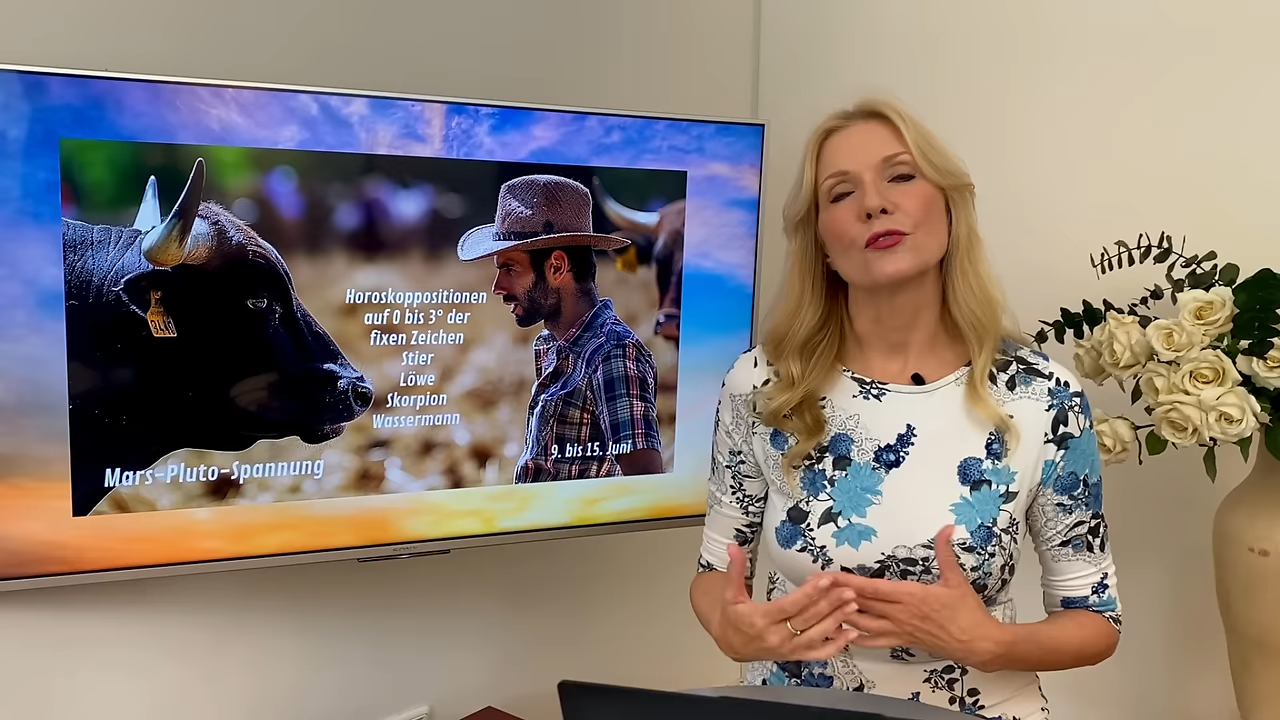 Horoskoppositionen
auf 0 bis 3° der
fixen Zeichen
Stier
Löwe
Skorpion
Wassermann
9. bis 15. Juni
Mars-Pluto-Spannung
SONY